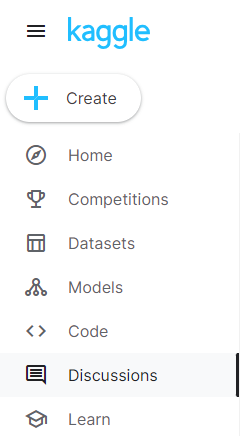 kaggle
Create
Home
Competitions
Datasets
Models
Code
Discussions
Learn